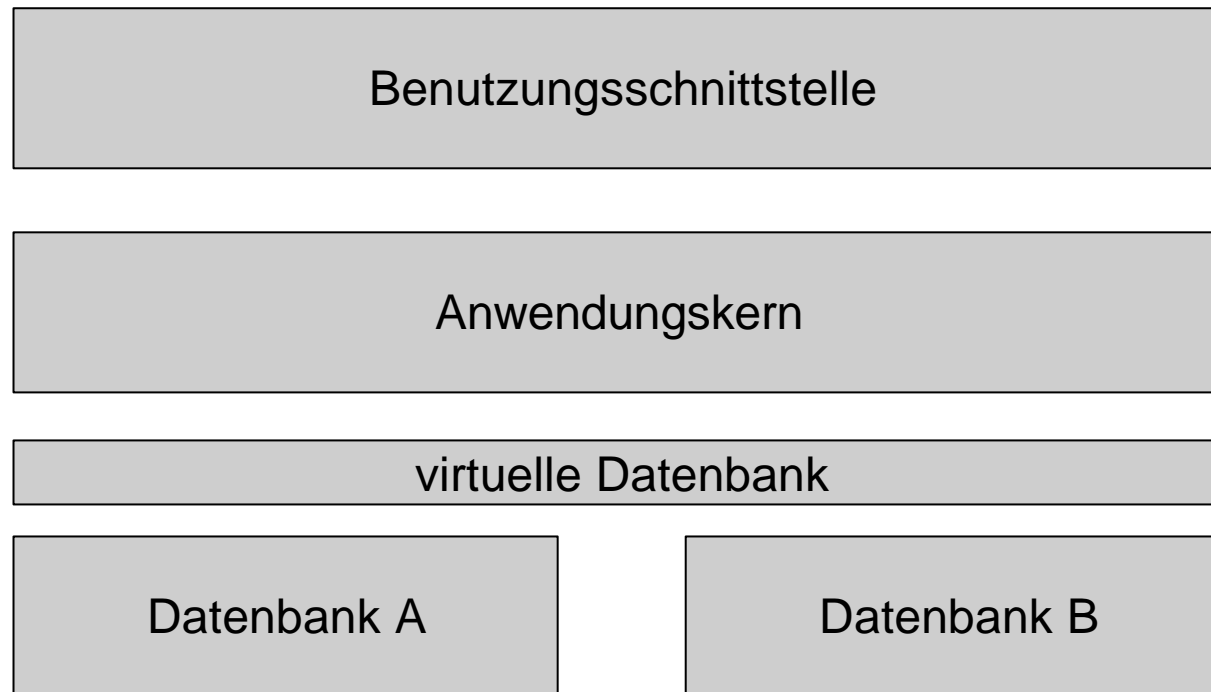 Benutzungsschnittstelle
Anwendungskern
virtuelle Datenbank
Datenbank A
Datenbank B